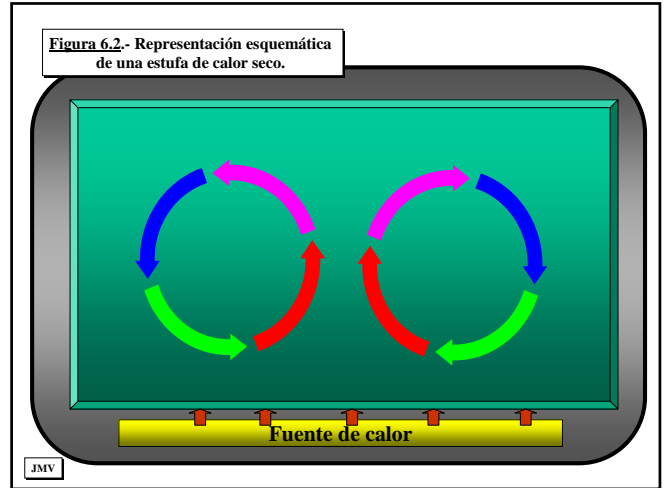 Figura 6.2.- Representación esquemática
de una estufa de calor seco.
Fuente de calor
JMV